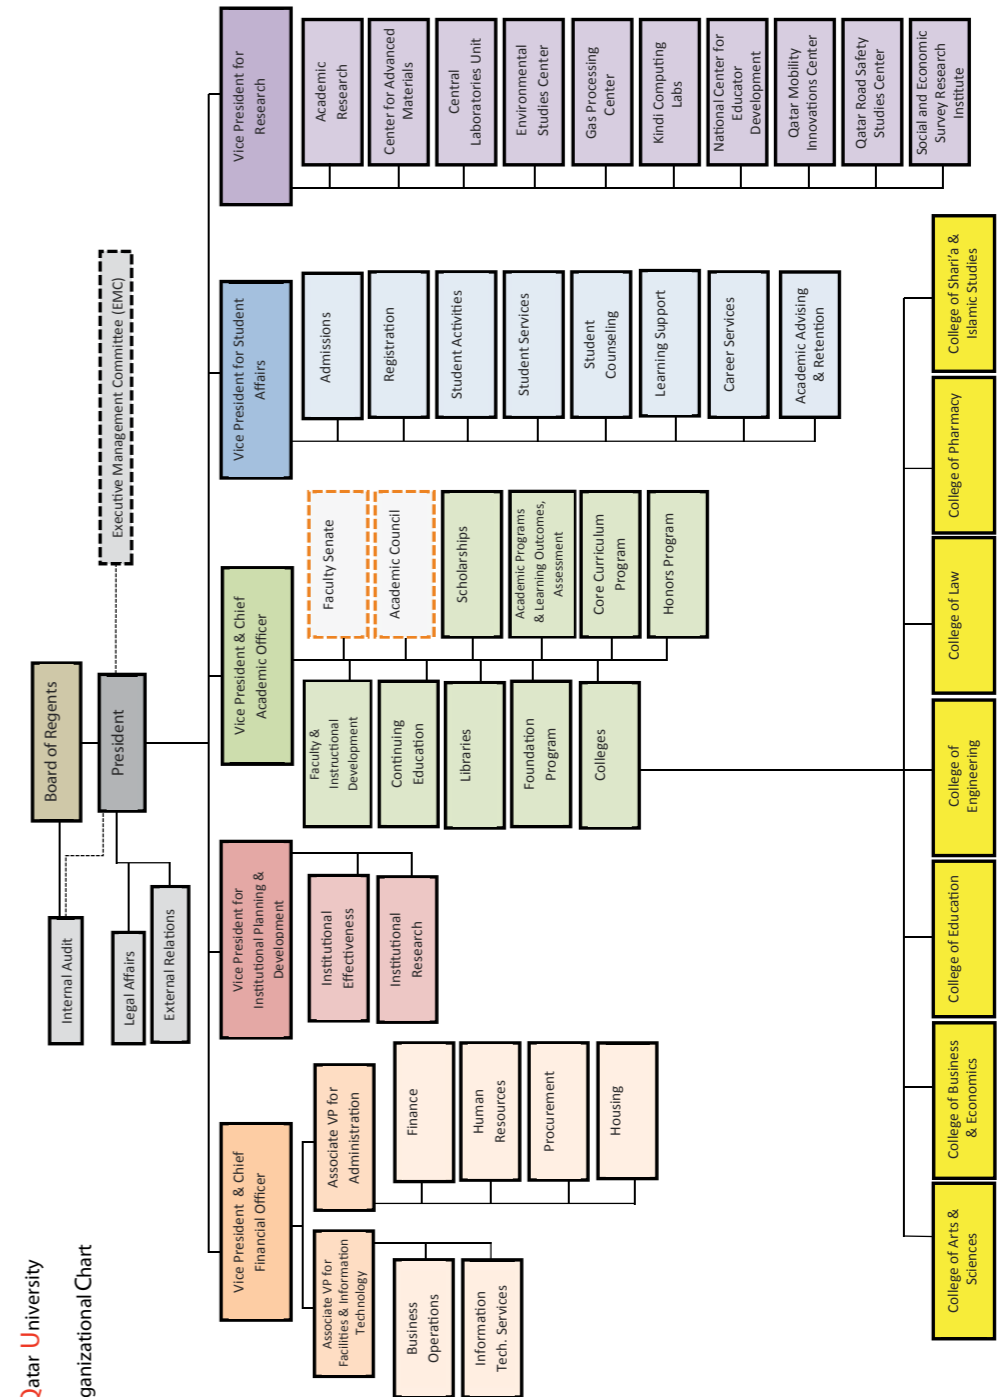 Qatar University
ganizational Chart
Board of Regents
President
Executive Management Committee (EMC)
Internal Audit
Legal Affairs
External Relations
Vice President & Chief
Financial Officer
Associate VP for
Facilities & Information
Technology
Business
Operations
Information
Tech. Services
Associate VP for
Administration
Finance
Human
Resources
Procurement
Housing
Vice President for
Institutional Planning &
Development
Institutional
Effectiveness
Institutional
Research
Vice President & Chief
Academic Officer
Faculty &
Instructional
Development
Continuing
Education
Libraries
Foundation
Program
Colleges
Faculty Senate
Academic Council
Scholarships
Academic Programs
& Learning Outcomes,
Assessment
Core Curriculum
Program
Honors Program
Vice President for Student
Affairs
Admissions
Registration
Student Activities
Student Services
Student
Counseling
Learning Support
Career Services
Academic Advising
& Retention
Vice President for
Research
Academic
Research
Center for Advanced
Materials
Central
Laboratories Unit
Environmental
Studies Center
Gas Processing
Center
Kindi Computing
Labs
National Center for
Educator
Development
Qatar Mobility
Innovations Center
Qatar Road Safety
Studies Center
Social and Economic
Survey Research
Institute
College of Arts &
Sciences
College of Business
& Economics
College of Education
College of
Engineering
College of Law
College of Pharmacy
College of Shari'a &
Islamic Studies